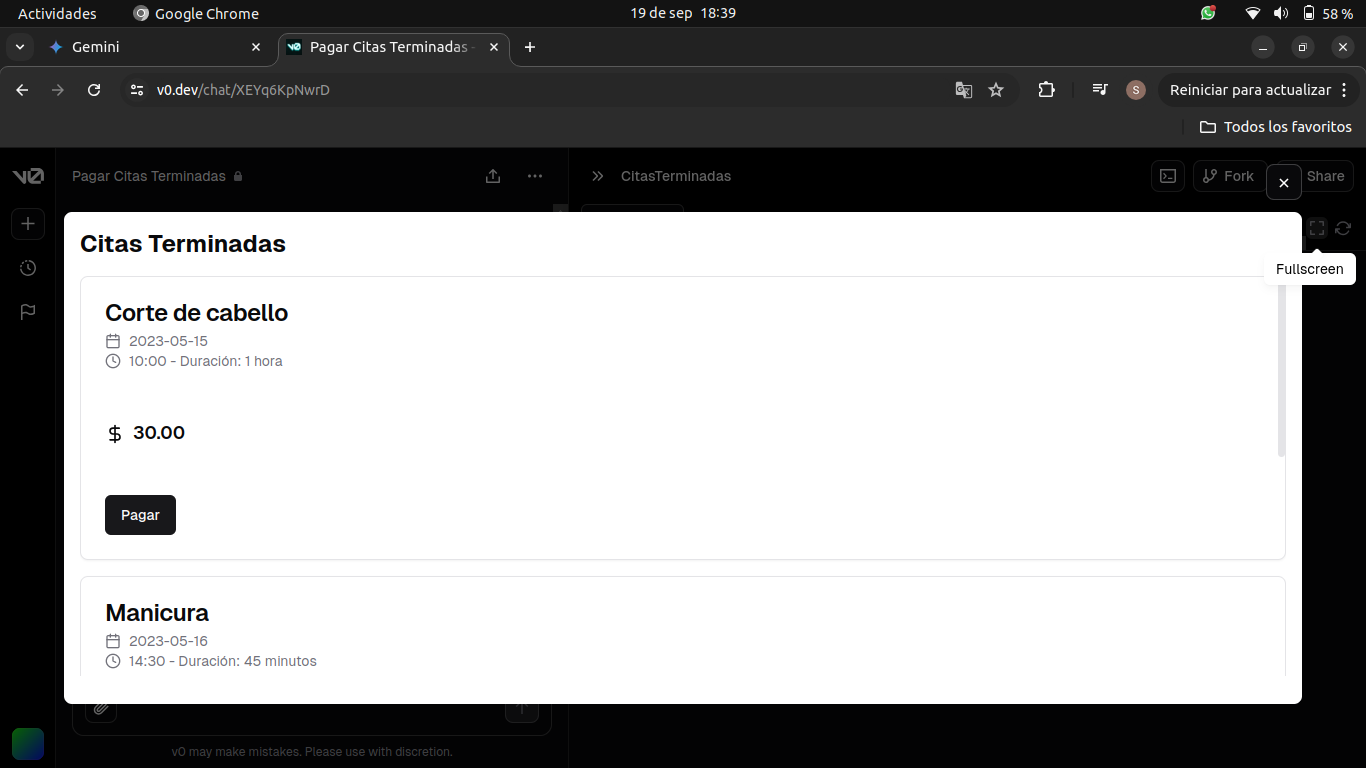 Actividades
Google Chrome
19 de sep 18:39
58 %
Gemini
Pagar Citas Terminadas -
v0.dev/chat/XEYq6KpNwrD
S
Reiniciar para actualizar
Todos los favoritos
v0
Pagar Citas Terminadas
CitasTerminadas
Fork
Share
Fullscreen
Citas Terminadas
Corte de cabello
2023-05-15
10:00 - Duración: 1 hora
$ 30.00
Pagar
Manicura
2023-05-16
14:30 - Duración: 45 minutos
v0 may make mistakes. Please use with discretion.